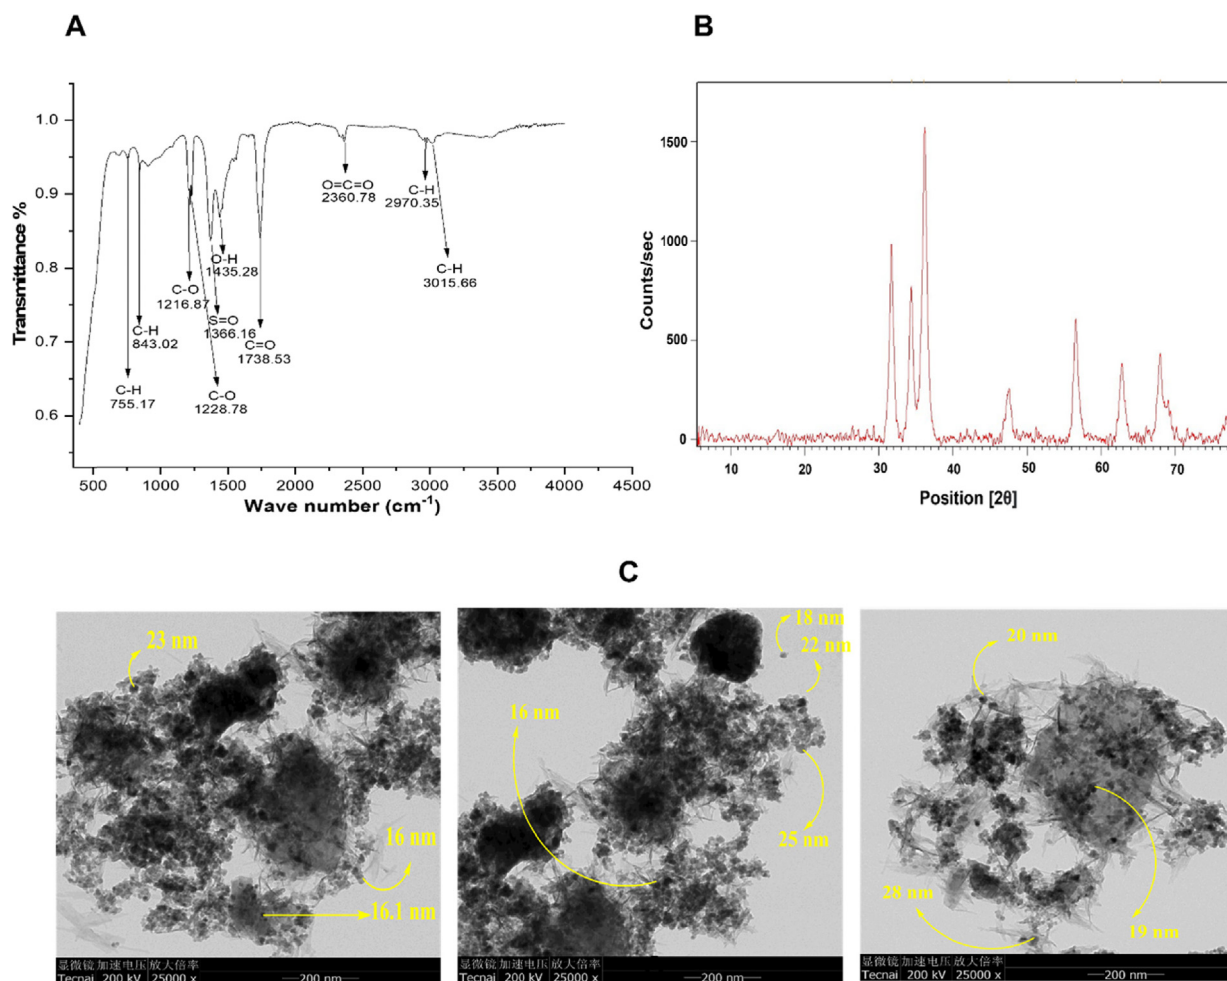 A
1.0
0.9
0.8
0.7
0.6
Transmittance %
O=C=O
2360.78
C-H
2970.35
C-H
3015.66
O-H
1435.28
C-O
1216.87
S=O
1366.16
C=O
1738.53
C-H
843.02
C-H
755.17
C-O
1228.78
500 1000 1500 2000 2500 3000 3500 4000 4500
Wave number (cm⁻¹)
B
1500
1000
500
0
Counts/sec
10 20 30 40 50 60 70
Position [2θ]
C
23 nm
16 nm
16.1 nm
显微镜 加速电压 放大倍率
Tecnai 200 kV 25000 x 200 nm
18 nm
22 nm
16 nm
25 nm
显微镜 加速电压 放大倍率
Tecnai 200 kV 25000 x 200 nm
20 nm
28 nm
19 nm
显微镜 加速电压 放大倍率
Tecnai 200 kV 25000 x 200 nm